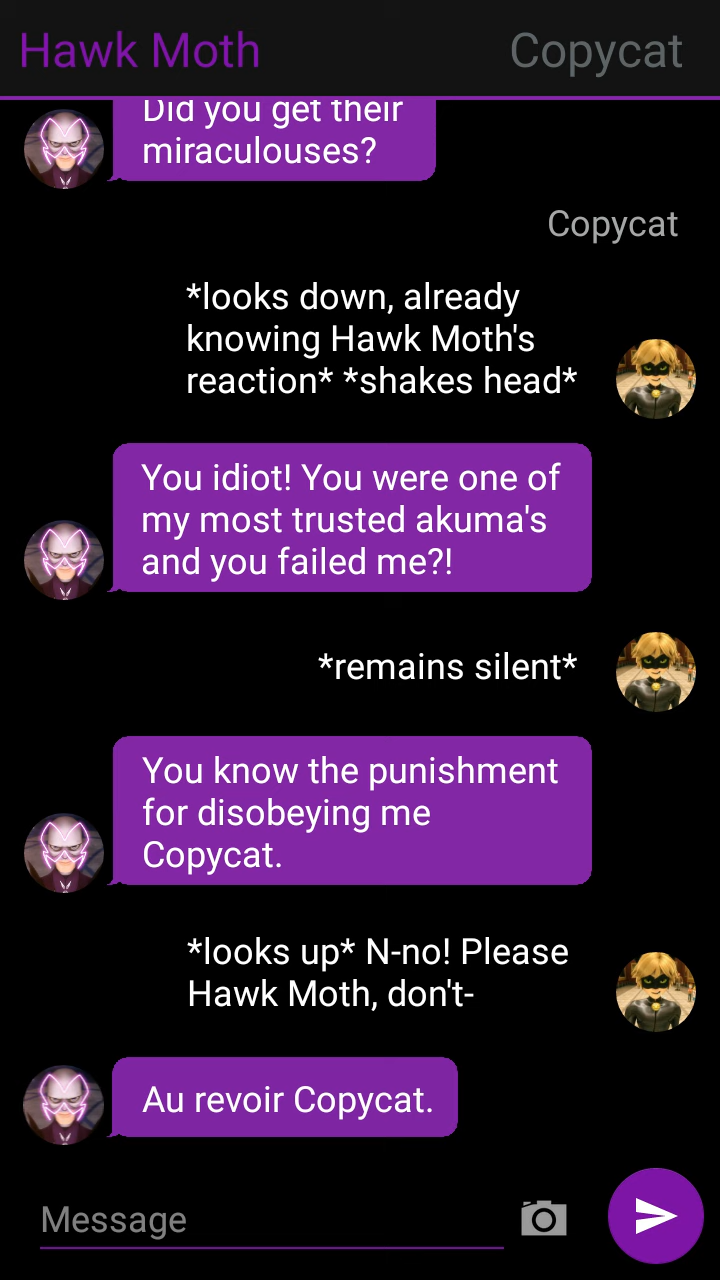 Hawk Moth
Copycat
Did you get their
miraculouses?
Copycat
*looks down, already
knowing Hawk Moth's
reaction* *shakes head*
You idiot! You were one of
my most trusted akuma's
and you failed me?!
*remains silent*
You know the punishment
for disobeying me
Copycat.
*looks up* N-no! Please
Hawk Moth, don't-
Au revoir Copycat.
Message